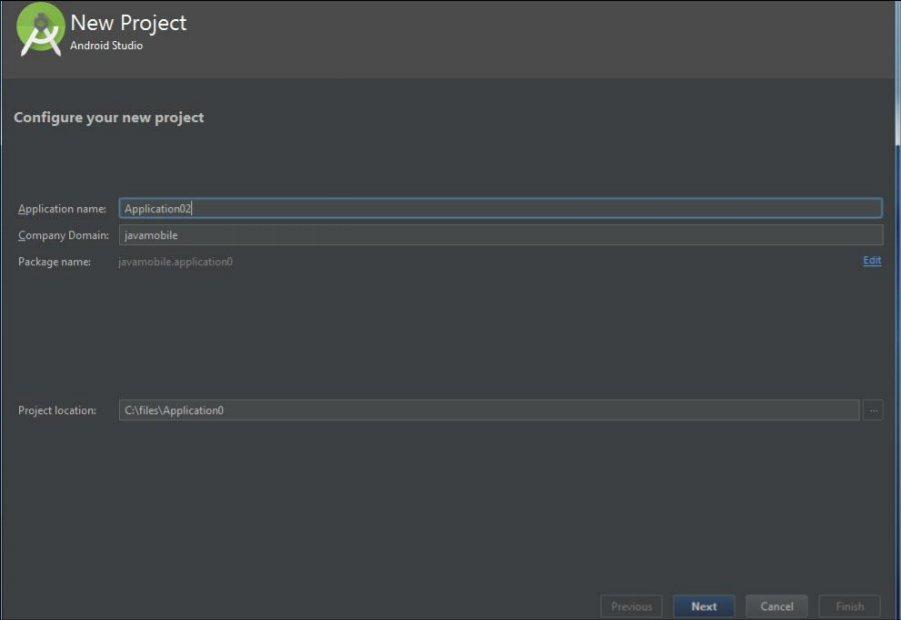 New Project
Android Studio
Configure your new project
Application name: Application02
Company Domain: javamobile
Package name: javamobile.application0 Edit
Project location: C:\files\Application0 ...
Previous Next Cancel Finish